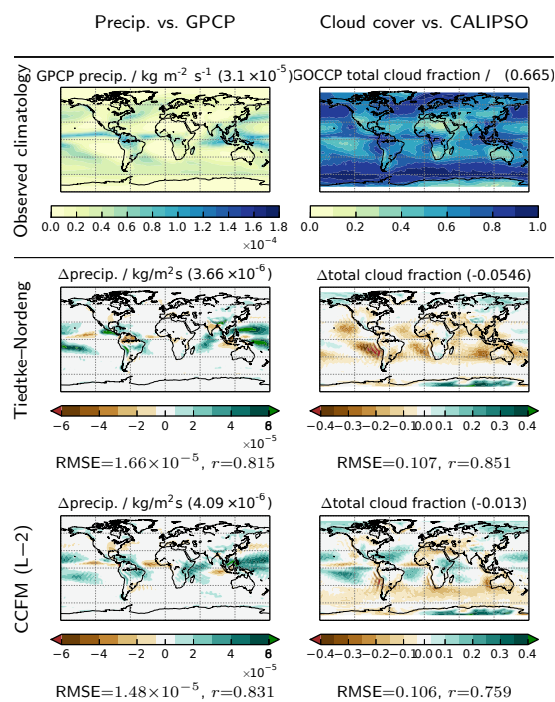 Precip. vs. GPCP
Cloud cover vs. CALIPSO
Observed climatology
GPCP precip. / kg m⁻² s⁻¹ (3.1 ×10⁻⁵)
GOCCP total cloud fraction / (0.665)
0.0 0.2 0.4 0.6 0.8 1.0 1.2 1.4 1.6 1.8
×10⁻⁴
0.0 0.2 0.4 0.6 0.8 1.0
Tiedtke–Nordeng
Δprecip. / kg/m²s (3.66 ×10⁻⁶)
Δtotal cloud fraction (-0.0546)
−6 −4 −2 0 2 4 6
×10⁻⁵
−0.4 −0.3 −0.2 −0.1 0.0 0.1 0.2 0.3 0.4
RMSE=1.66×10⁻⁵, r=0.815
RMSE=0.107, r=0.851
CCFM (L−2)
Δprecip. / kg/m²s (4.09 ×10⁻⁶)
Δtotal cloud fraction (-0.013)
−6 −4 −2 0 2 4 6
×10⁻⁵
−0.4 −0.3 −0.2 −0.1 0.0 0.1 0.2 0.3 0.4
RMSE=1.48×10⁻⁵, r=0.831
RMSE=0.106, r=0.759